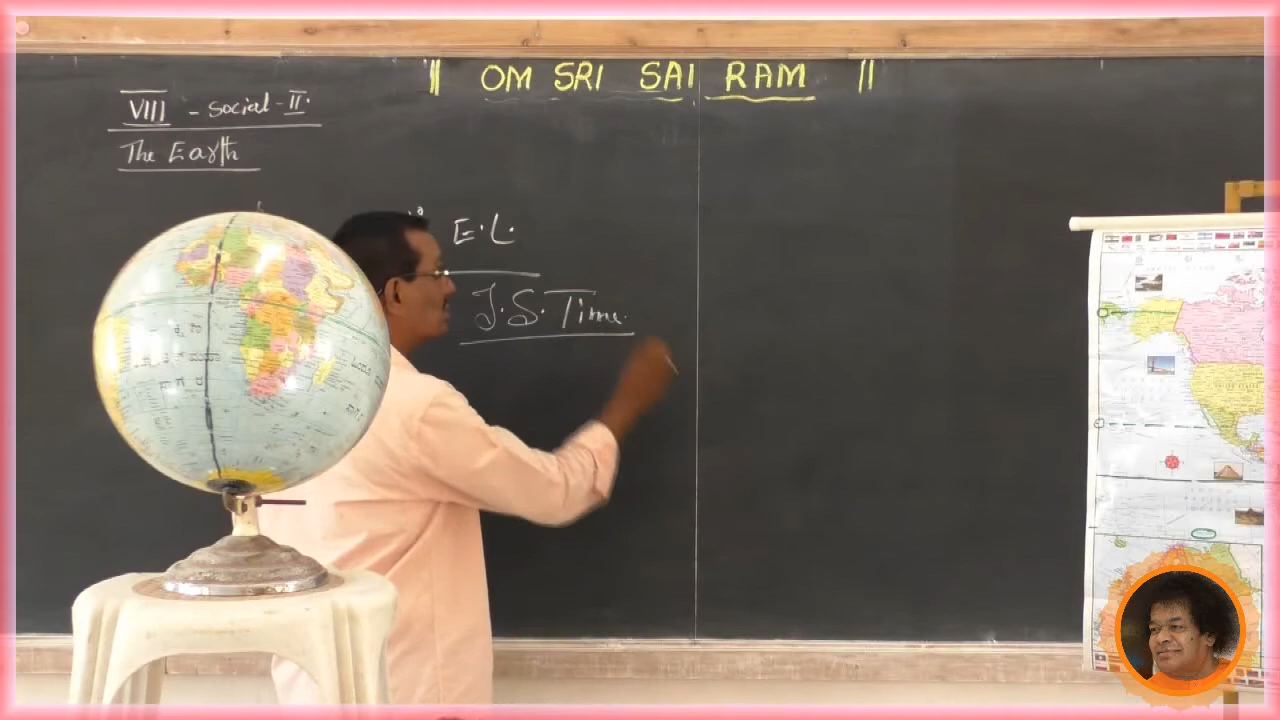 || OM SRI SAI RAM ||
VIII - Social - II.
The Earth
E.L.
I.S. Time.